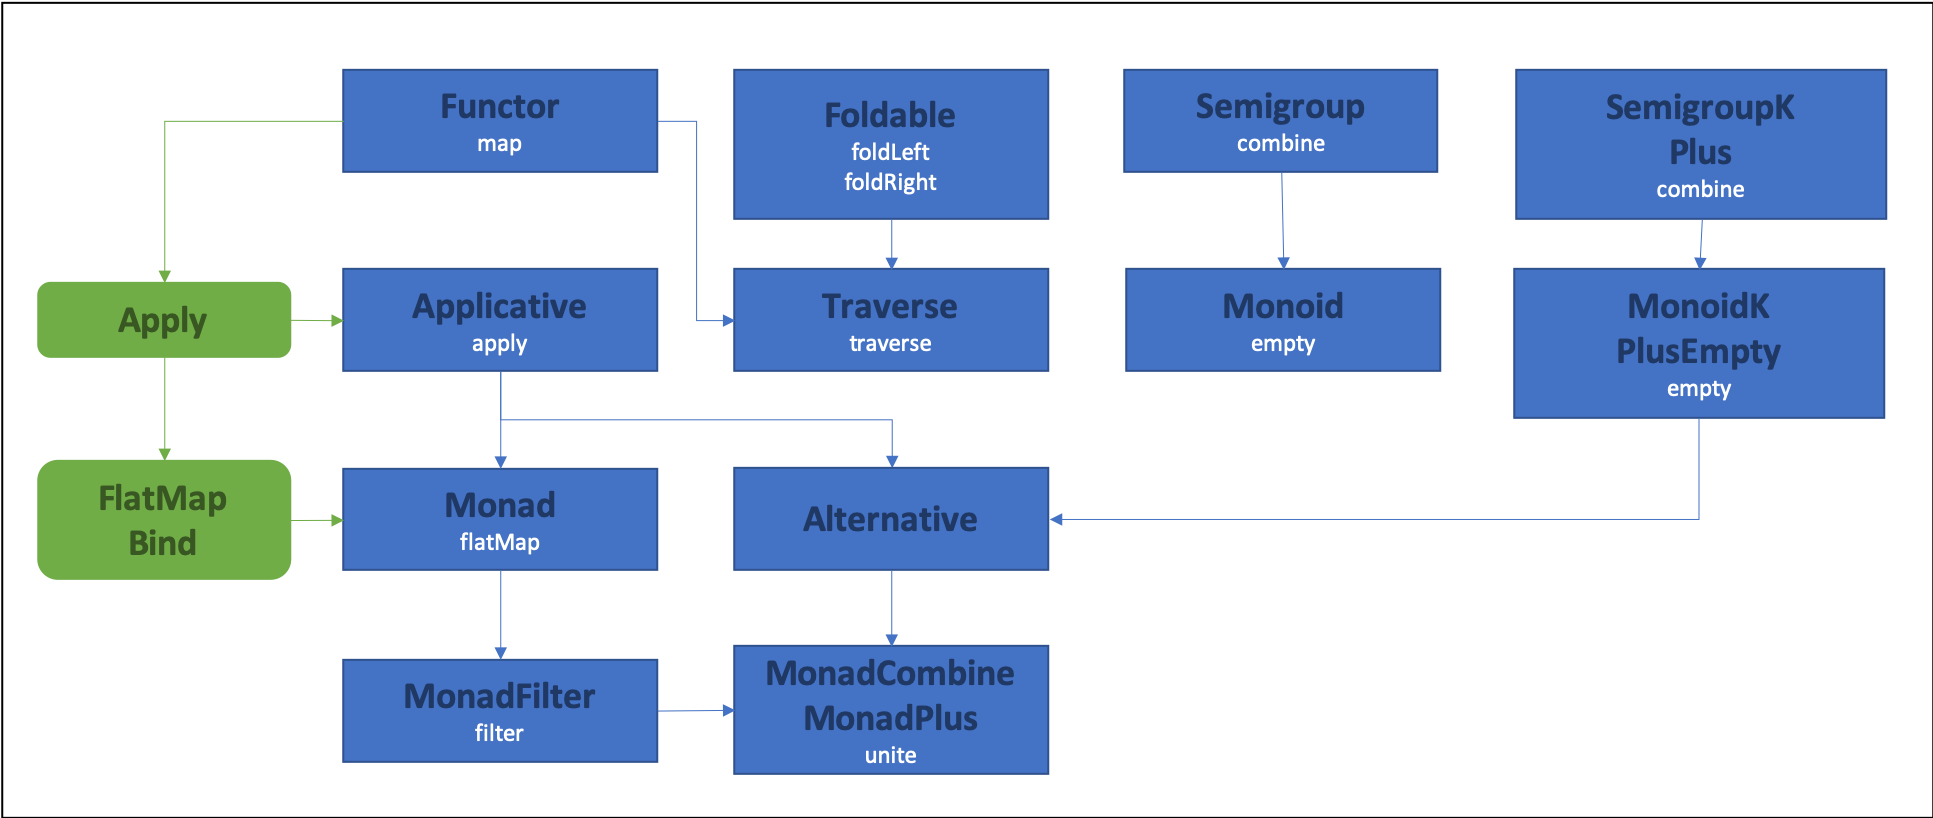 Functor
map
Foldable
foldLeft
foldRight
Semigroup
combine
SemigroupK
Plus
combine
Apply
Applicative
apply
Traverse
traverse
Monoid
empty
MonoidK
PlusEmpty
empty
FlatMap
Bind
Monad
flatMap
Alternative
MonadFilter
filter
MonadCombine
MonadPlus
unite